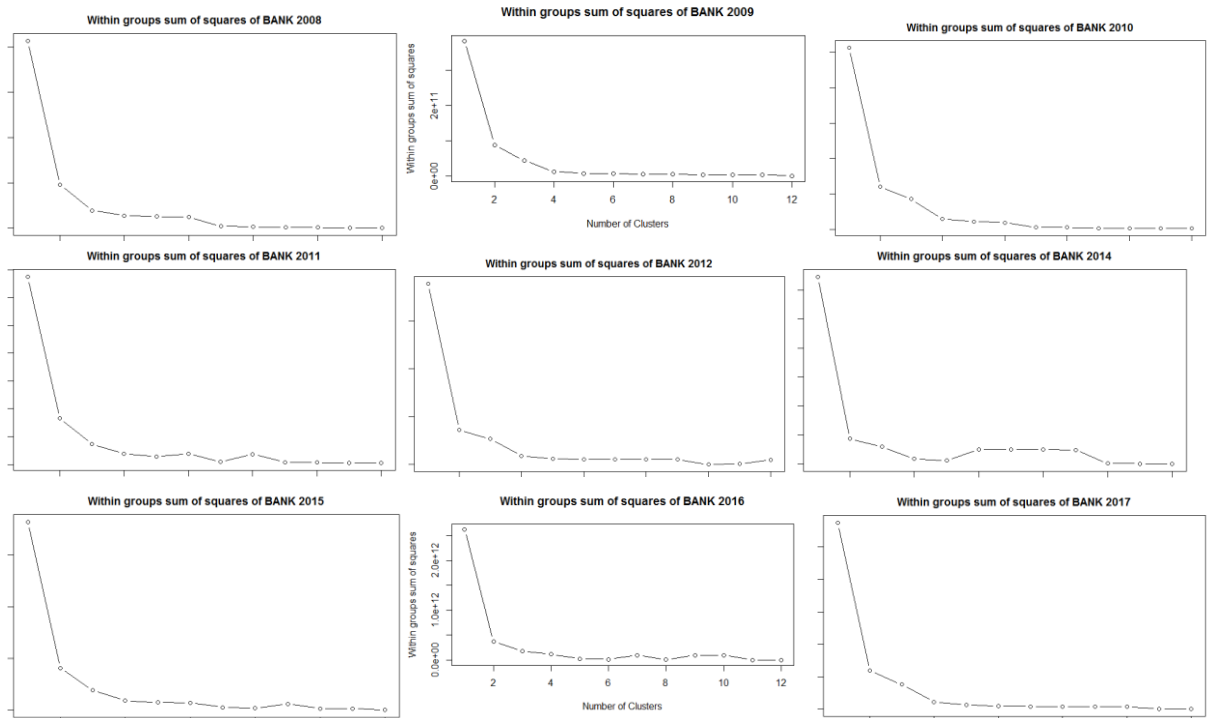 Within groups sum of squares of BANK 2008
Within groups sum of squares of BANK 2009
Within groups sum of squares
2e+11
0e+00
2 4 6 8 10 12
Number of Clusters
Within groups sum of squares of BANK 2010
Within groups sum of squares of BANK 2011
Within groups sum of squares of BANK 2012
Within groups sum of squares of BANK 2014
Within groups sum of squares of BANK 2015
Within groups sum of squares of BANK 2016
Within groups sum of squares
2.0e+12
1.0e+12
0.0e+00
2 4 6 8 10 12
Number of Clusters
Within groups sum of squares of BANK 2017